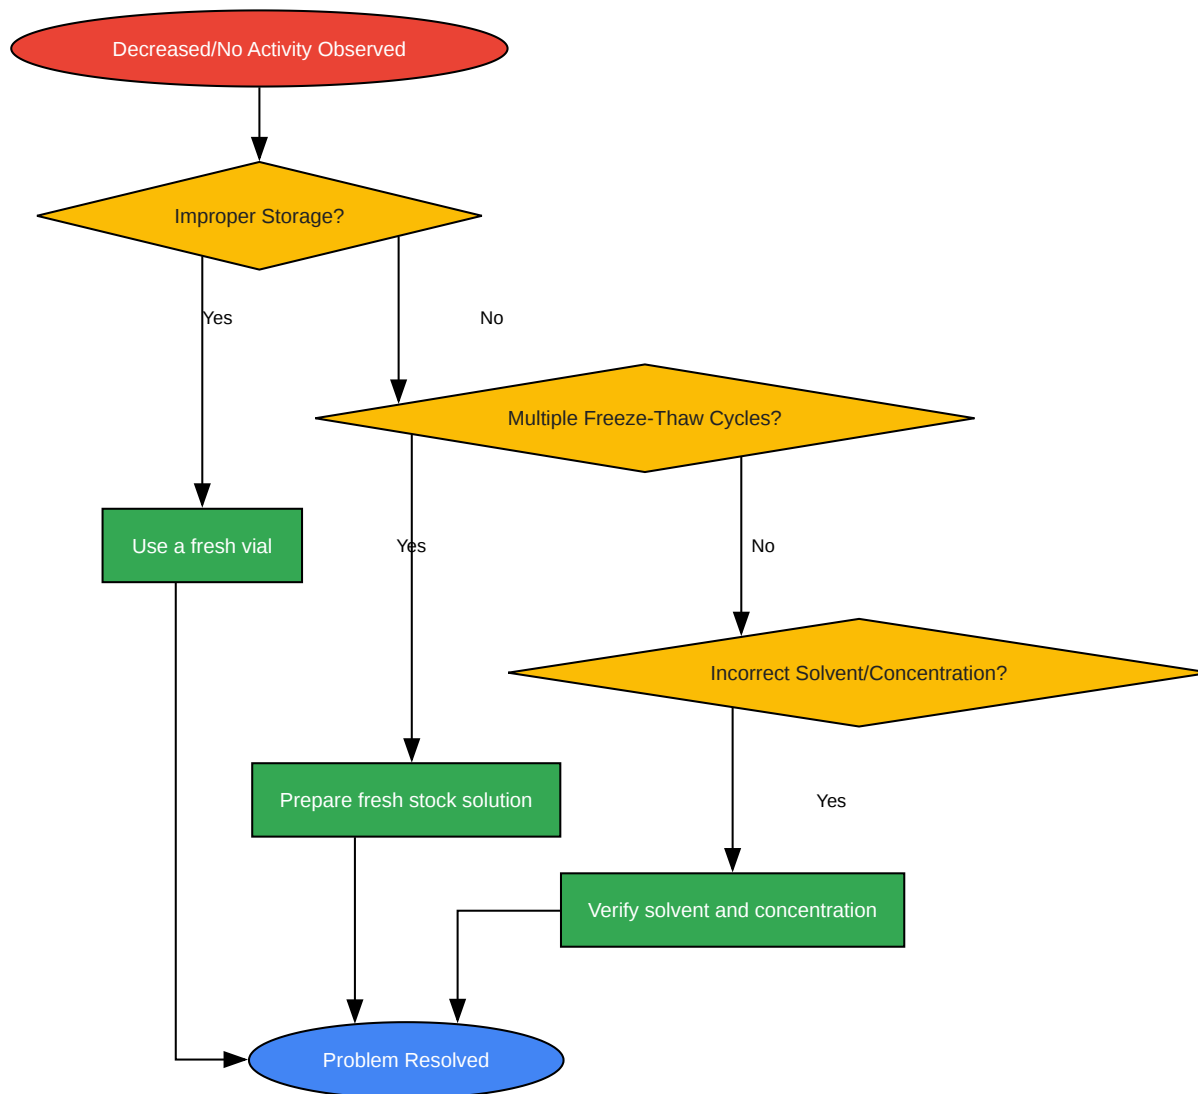 Decreased/No Activity Observed
Improper Storage?
Yes
No
Multiple Freeze-Thaw Cycles?
Use a fresh vial
Yes
No
Incorrect Solvent/Concentration?
Prepare fresh stock solution
Yes
Verify solvent and concentration
Problem Resolved